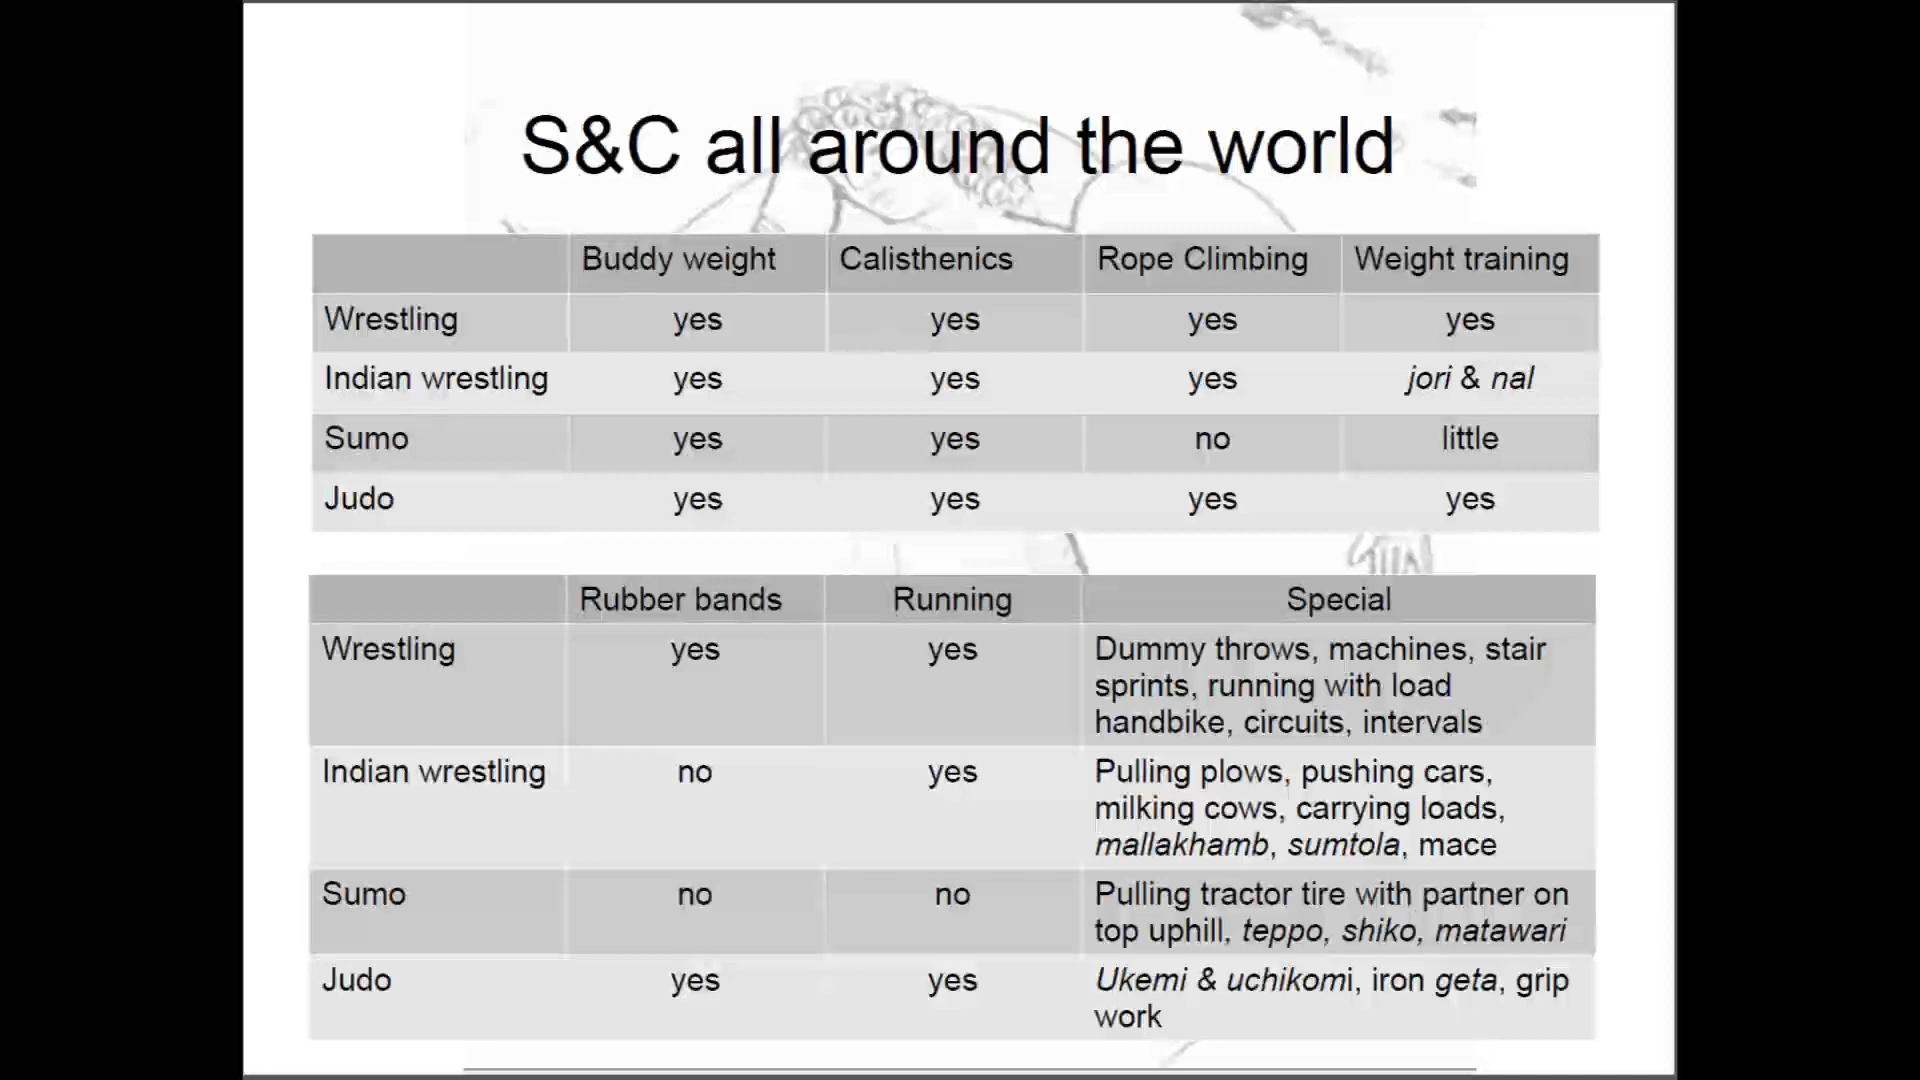 S&C all around the world
Buddy weight Calisthenics Rope Climbing Weight training
Wrestling yes yes yes yes
Indian wrestling yes yes yes jori & nal
Sumo yes yes no little
Judo yes yes yes yes
Rubber bands Running Special
Wrestling yes yes Dummy throws, machines, stair
sprints, running with load
handbike, circuits, intervals
Indian wrestling no yes Pulling plows, pushing cars,
milking cows, carrying loads,
mallakhamb, sumtola, mace
Sumo no no Pulling tractor tire with partner on
top uphill, teppo, shiko, matawari
Judo yes yes Ukemi & uchikomi, iron geta, grip
work